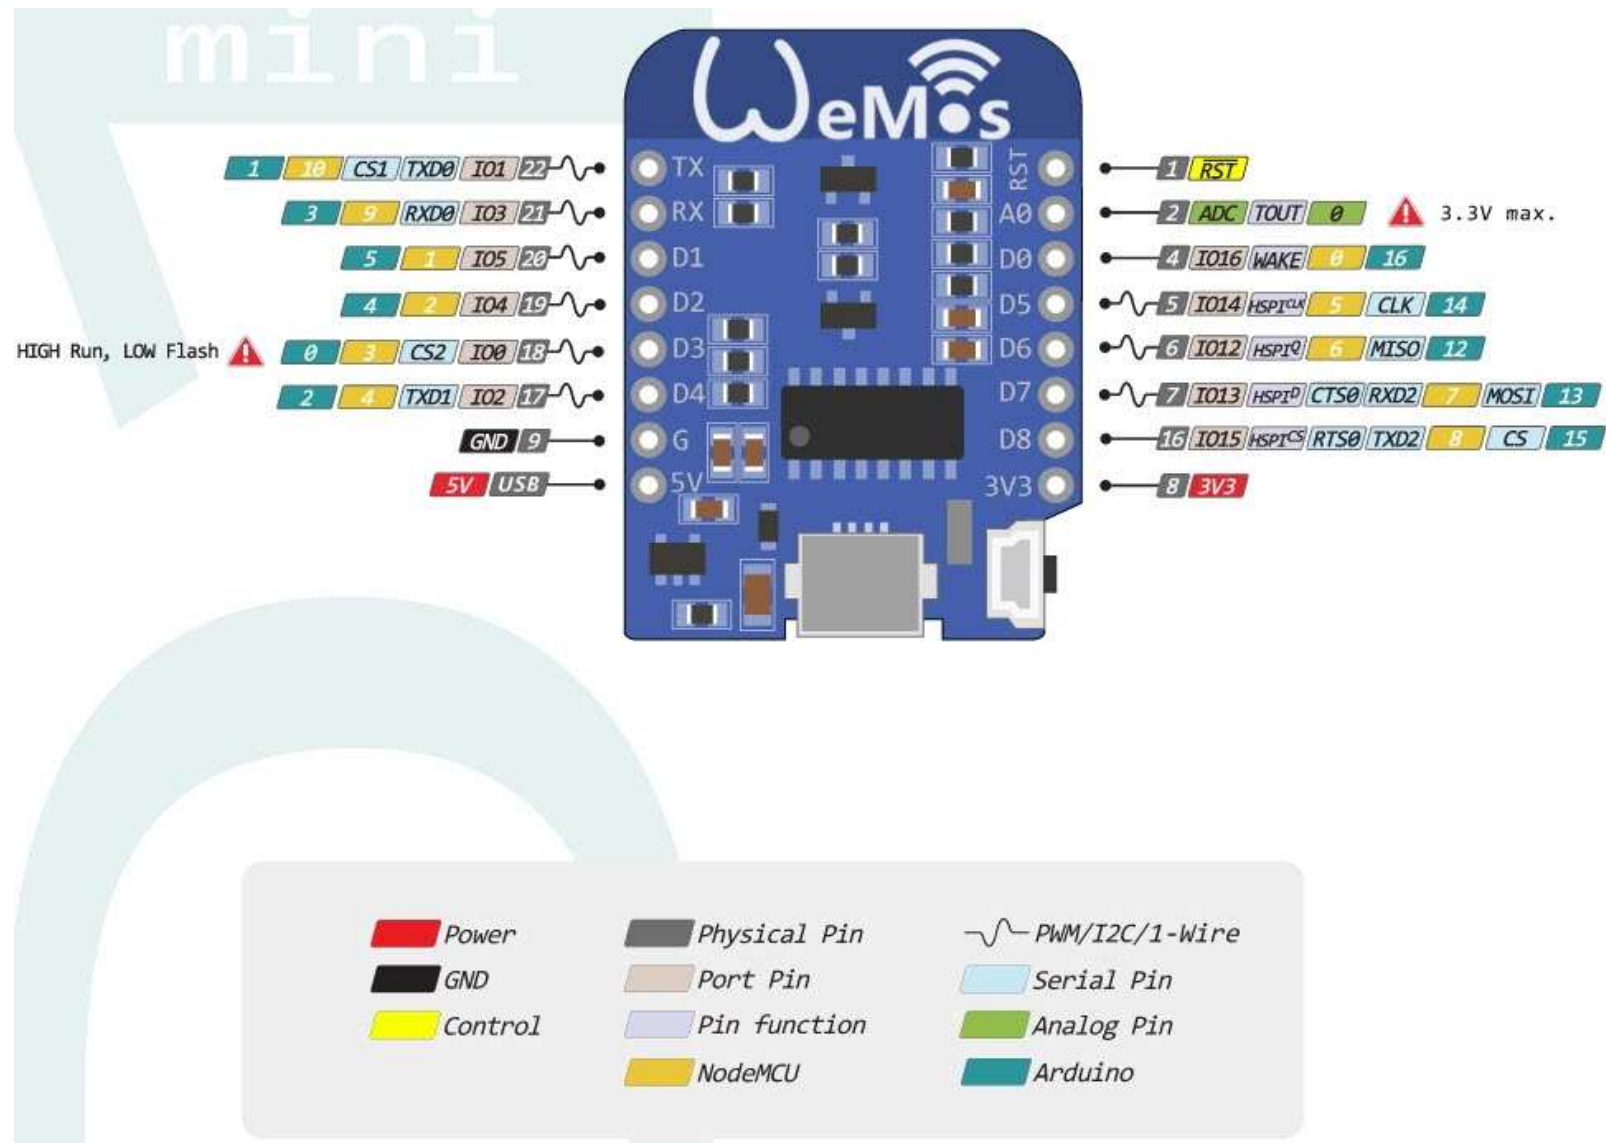 mini
WeMos
1 10 CS1 TXD0 IO1 22 TX RST 1 RST
3 9 RXD0 IO3 21 RX A0 2 ADC TOUT 0 3.3V max.
5 1 IO5 20 D1 D0 4 IO16 WAKE 0 16
4 2 IO4 19 D2 D5 5 IO14 HSPICLK 5 CLK 14
HIGH Run, LOW Flash 0 3 CS2 IO0 18 D3 D6 6 IO12 HSPIQ 6 MISO 12
2 4 TXD1 IO2 17 D4 D7 7 IO13 HSPID CTS0 RXD2 7 MOSI 13
GND 9 G D8 16 IO15 HSPICS RTS0 TXD2 8 CS 15
5V USB 5V 3V3 8 3V3
Power Physical Pin PWM/I2C/1-Wire
GND Port Pin Serial Pin
Control Pin function Analog Pin
NodeMCU Arduino